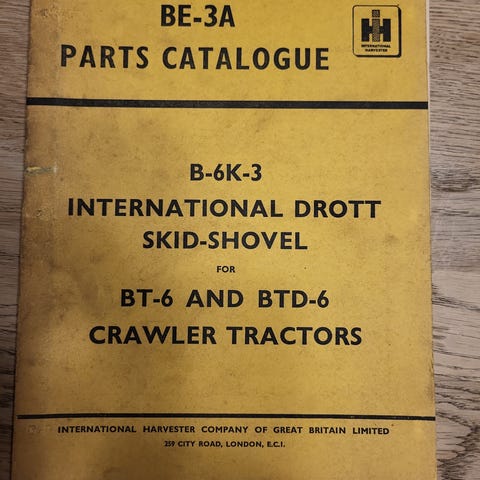 BE-3A
PARTS CATALOGUE
IH
INTERNATIONAL
HARVESTER
B-6K-3
INTERNATIONAL DROTT
SKID-SHOVEL
FOR
BT-6 AND BTD-6
CRAWLER TRACTORS
INTERNATIONAL HARVESTER COMPANY OF GREAT BRITAIN LIMITED
259 CITY ROAD, LONDON, E.C.1.